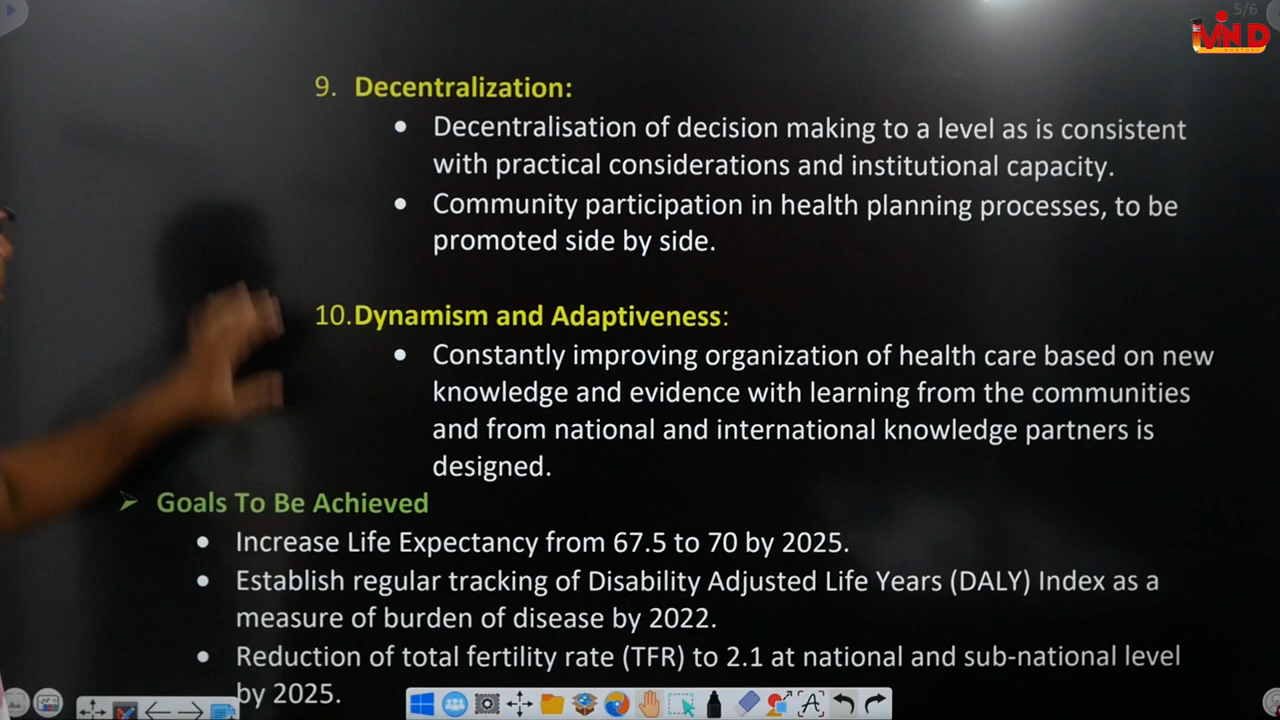 5/6
MIND
9. Decentralization:
• Decentralisation of decision making to a level as is consistent
with practical considerations and institutional capacity.
• Community participation in health planning processes, to be
promoted side by side.
10.Dynamism and Adaptiveness:
• Constantly improving organization of health care based on new
knowledge and evidence with learning from the communities
and from national and international knowledge partners is
designed.
➢ Goals To Be Achieved
• Increase Life Expectancy from 67.5 to 70 by 2025.
• Establish regular tracking of Disability Adjusted Life Years (DALY) Index as a
measure of burden of disease by 2022.
• Reduction of total fertility rate (TFR) to 2.1 at national and sub-national level
by 2025.